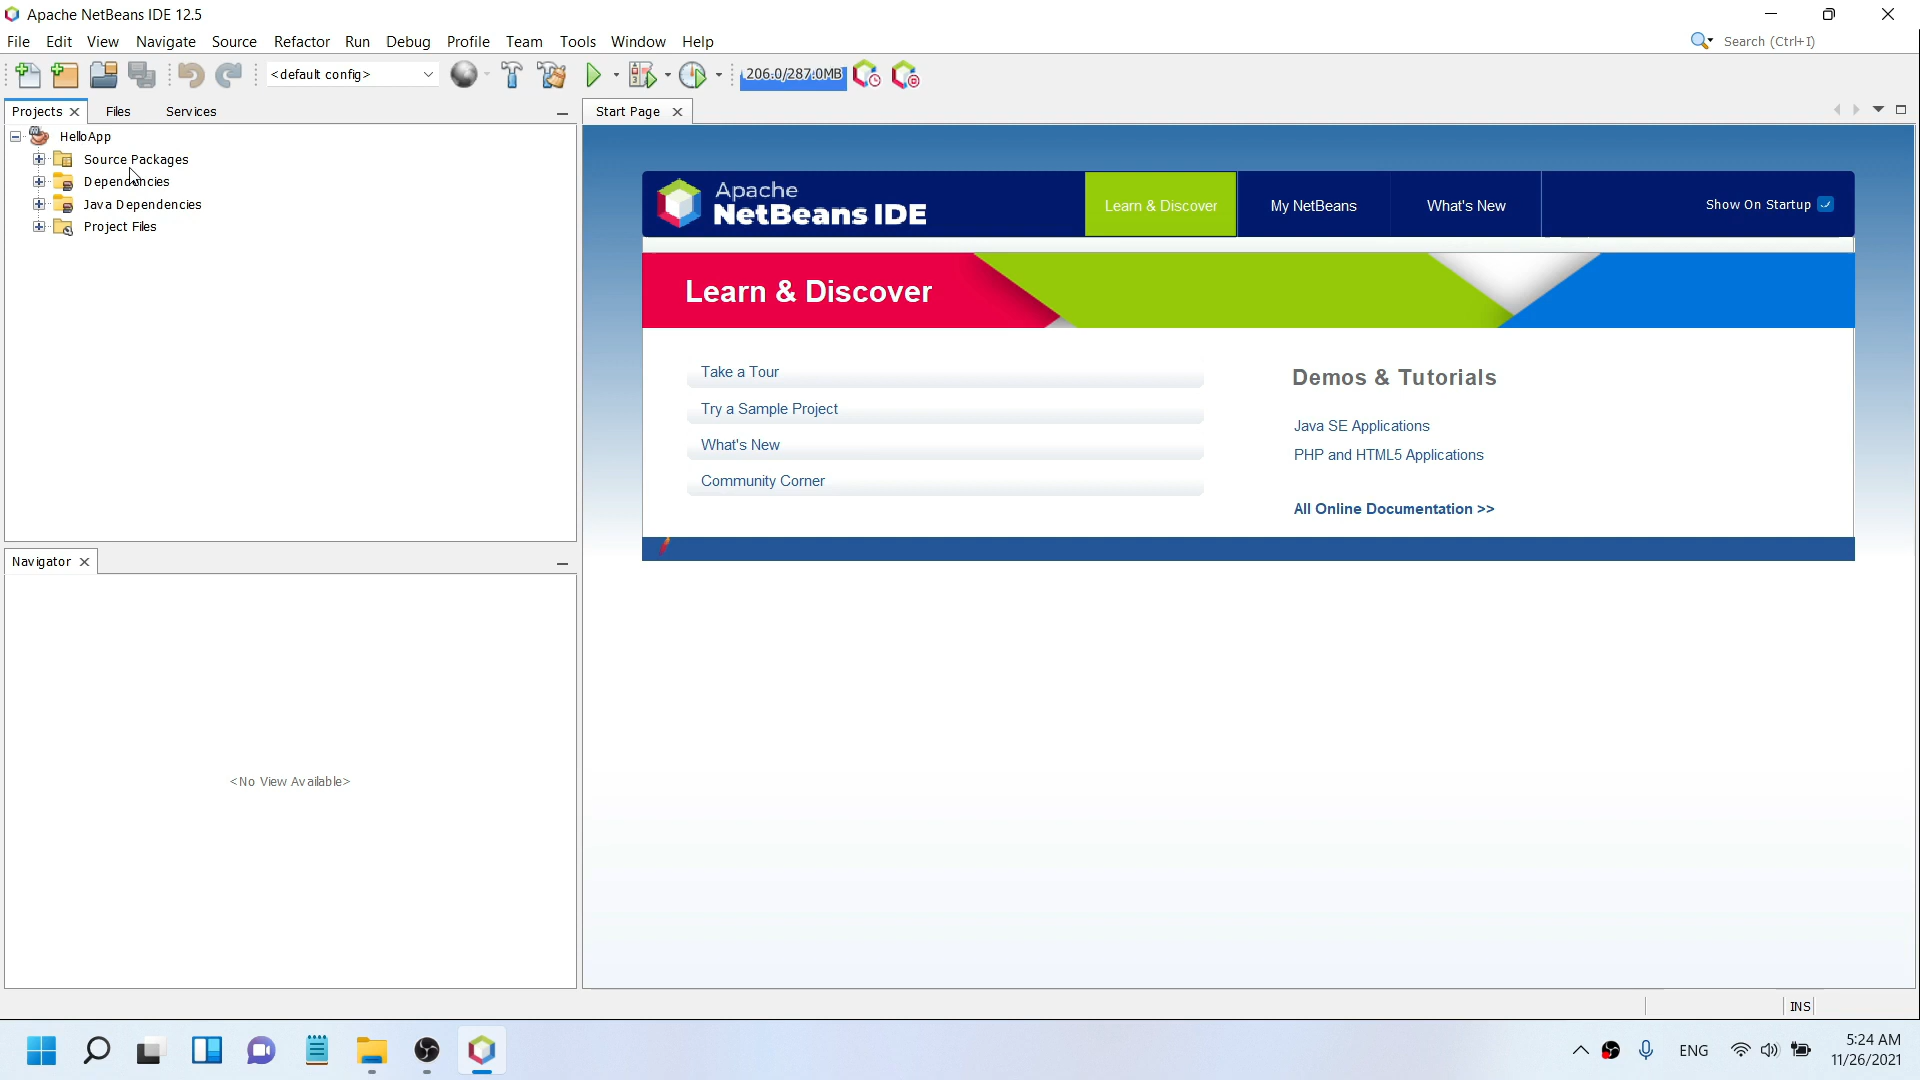 Apache NetBeans IDE 12.5
File Edit View Navigate Source Refactor Run Debug Profile Team Tools Window Help
Search (Ctrl+I)
<default config>
206.0/287.0MB
Projects Files Services
Start Page
HelloApp
Source Packages
Dependencies
Java Dependencies
Project Files
Apache
NetBeans IDE
Learn & Discover
My NetBeans
What's New
Show On Startup
Learn & Discover
Take a Tour
Try a Sample Project
What's New
Community Corner
Demos & Tutorials
Java SE Applications
PHP and HTML5 Applications
All Online Documentation >>
Navigator
<No View Available>
INS
ENG
5:24 AM
11/26/2021